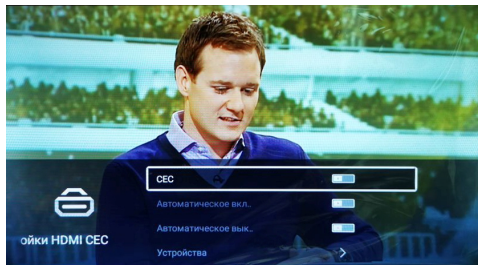 CEC
Автоматическое вкл..
Автоматическое вык..
ойки HDMI CEC
Устройства